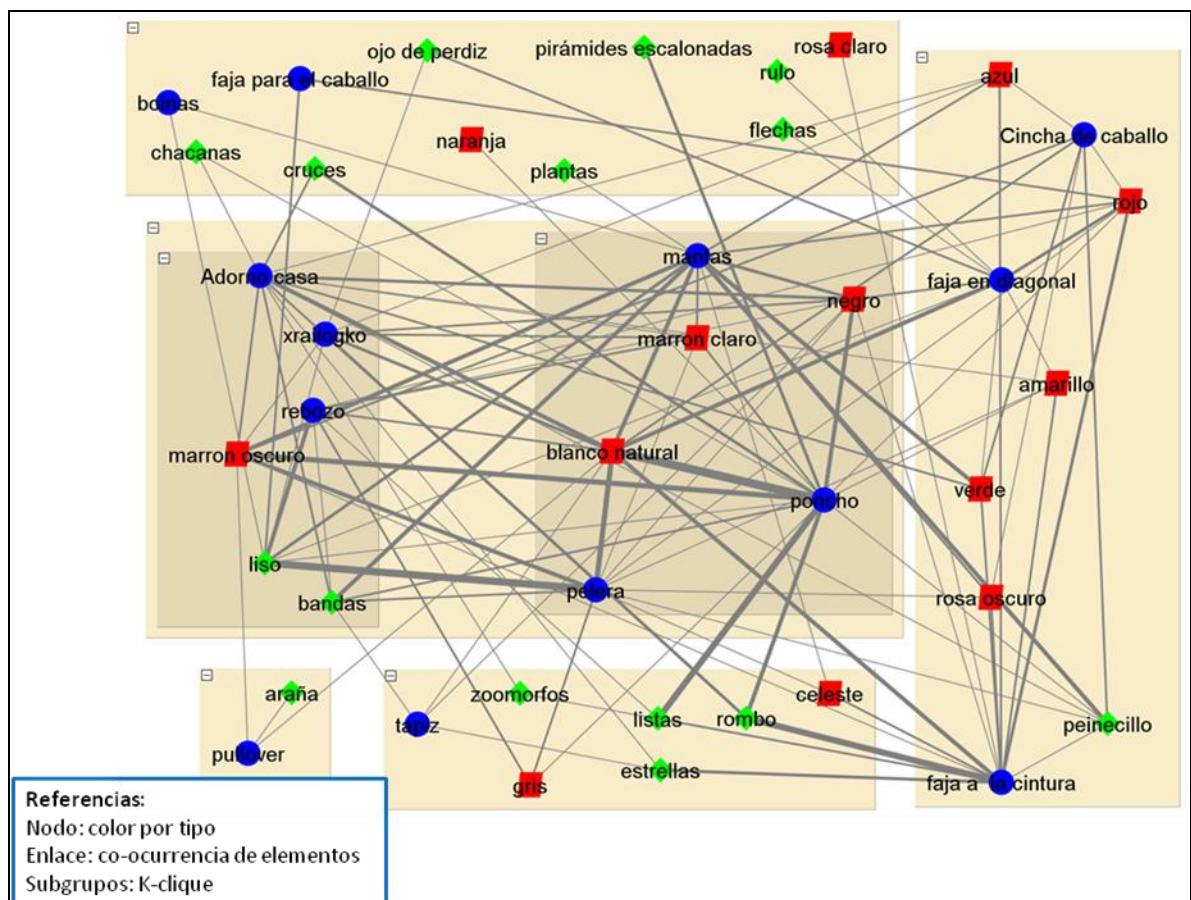 ojo de perdiz
pirámides escalonadas
rosa claro
rulo
faja para el caballo
boinas
flechas
naranja
chacanas
cruces
plantas
azul
Cincha de caballo
rojo
Adorno casa
mantas
faja en diagonal
negro
xrallogko
marron claro
amarillo
rebozo
marron oscuro
blanco natural
verde
poncho
liso
bandas
pelera
rosa oscuro
araña
zoomorfos
celeste
listas
rombo
peinecillo
tapiz
pullover
estrellas
gris
faja a la cintura
Referencias:
Nodo: color por tipo
Enlace: co-ocurrencia de elementos
Subgrupos: K-clique